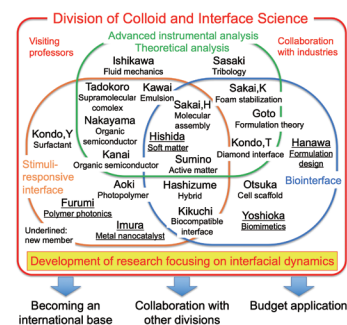 Division of Colloid and Interface Science
Visiting
professors
Advanced instrumental analysis
Theoretical analysis
Collaboration
with industries
Ishikawa
Fluid mechanics
Sasaki
Tribology
Tadokoro
Supramolecular
comolex
Kawai
Emulsion
Sakai,K
Foam stabilization
Nakayama
Organic
semiconductor
Sakai,H
Molecular
assembly
Goto
Formulation theory
Kondo,Y
Surfactant
Hishida
Soft matter
Kondo,T
Diamond interface
Hanawa
Formulation
design
Kanai
Organic semiconductor
Stimuli-
responsive
interface
Sumino
Active matter
Biointerface
Aoki
Photopolymer
Hashizume
Hybrid
Otsuka
Cell scaffold
Furumi
Polymer photonics
Kikuchi
Biocompatible
interface
Imura
Metal nanocatalyst
Yoshioka
Biomimetics
Underlined:
new member
Development of research focusing on interfacial dynamics
Becoming an
international base
Collaboration with
other divisions
Budget application